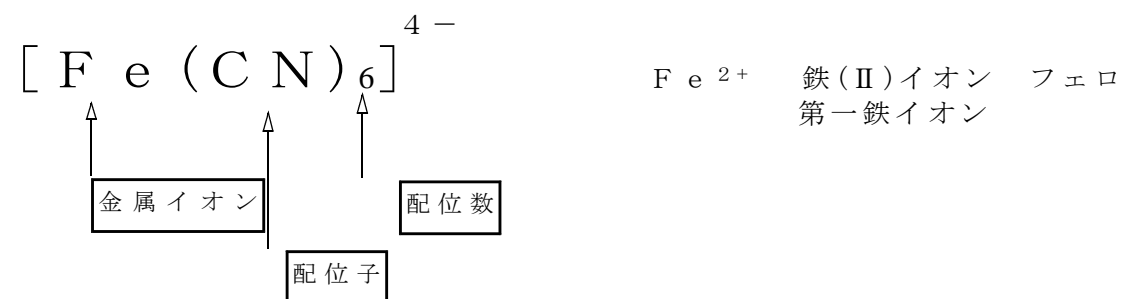 [Fe(CN)₆]⁴⁻
Fe²⁺ 鉄(Ⅱ)イオン フェロ
第一鉄イオン
金属イオン
配位数
配位子